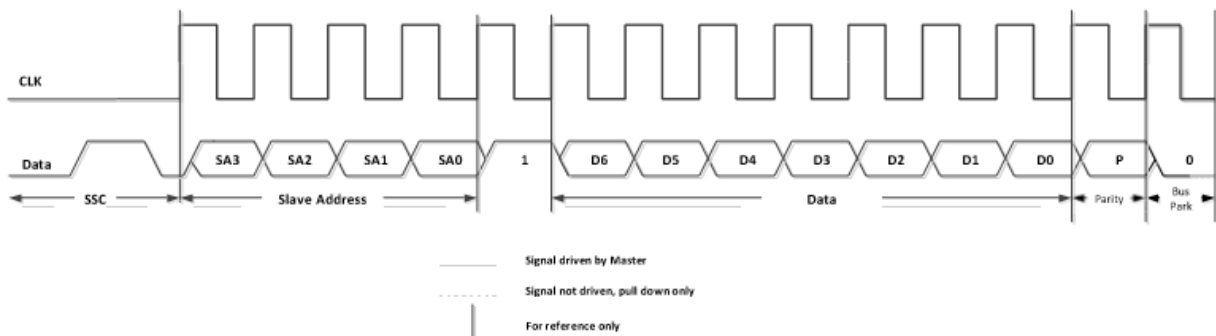 CLK
Data SA3 SA2 SA1 SA0 1 D6 D5 D4 D3 D2 D1 D0 P 0
SSC Slave Address Data Parity Bus
Park
Signal driven by Master
Signal not driven, pull down only
For reference only